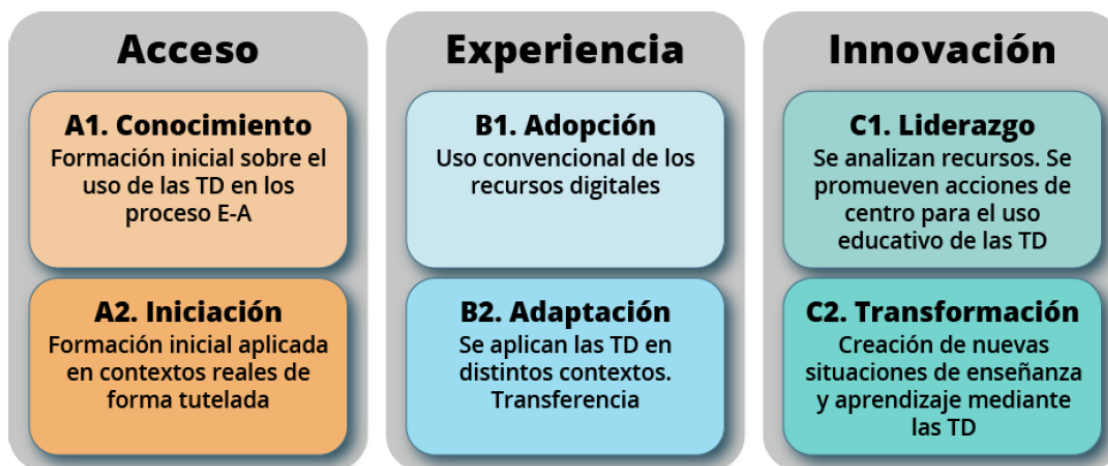 Acceso
A1. Conocimiento
Formación inicial sobre el
uso de las TD en los
proceso E-A
A2. Iniciación
Formación inicial aplicada
en contextos reales de
forma tutelada
Experiencia
B1. Adopción
Uso convencional de los
recursos digitales
B2. Adaptación
Se aplican las TD en
distintos contextos.
Transferencia
Innovación
C1. Liderazgo
Se analizan recursos. Se
promueven acciones de
centro para el uso
educativo de las TD
C2. Transformación
Creación de nuevas
situaciones de enseñanza
y aprendizaje mediante
las TD